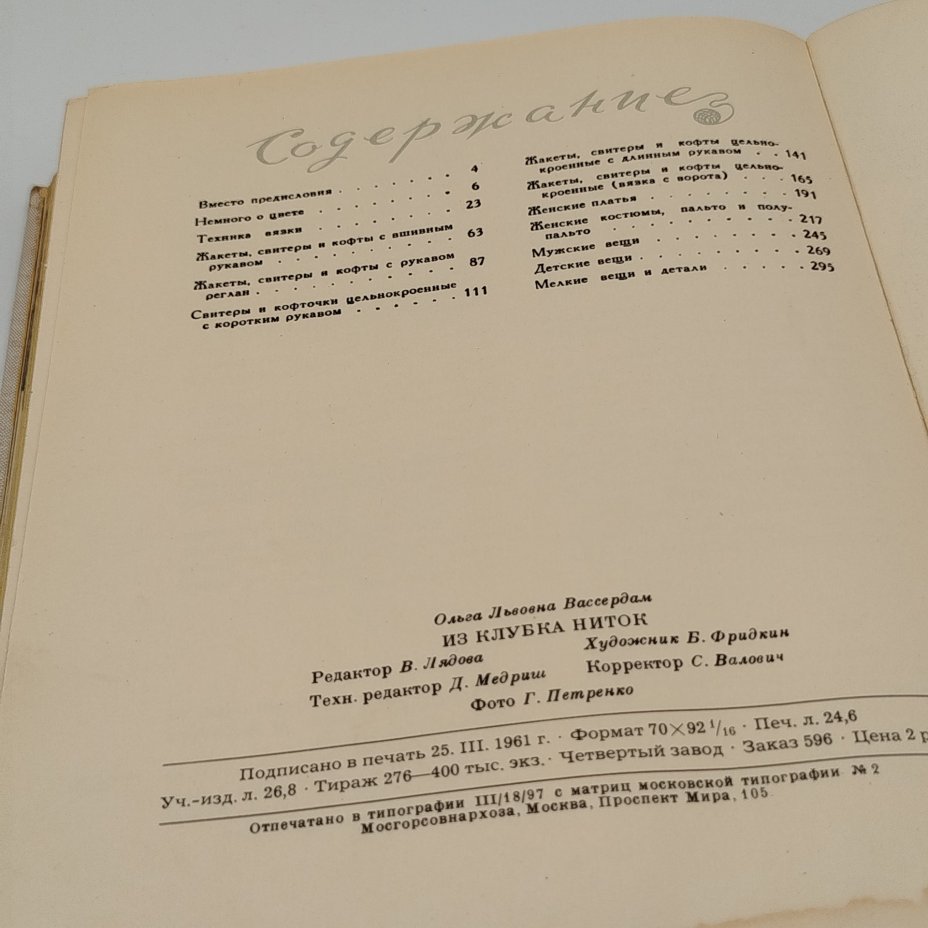 Содержание
Вместо предисловия . . . . . . . 4
Немного о цвете . . . . . . . . 6
Техника вязки . . . . . . . . 23
Жакеты, свитеры и кофты с вшивным
рукавом . . . . . . . . . . 63
Жакеты, свитеры и кофты с рукавом
реглан . . . . . . . . . . 87
Свитеры и кофточки цельнокроенные
с коротким рукавом . . . . . . 111
Жакеты, свитеры и кофты цельно-
кроенные с длинным рукавом . . 141
Жакеты, свитеры и кофты цельно-
кроенные (вязка с ворота) . . . 165
Женские платья . . . . . . . . 191
Женские костюмы, пальто и полу-
пальто . . . . . . . . . . 217
Мужские вещи . . . . . . . . 245
Детские вещи . . . . . . . . . 269
Мелкие вещи и детали . . . . . 295
Ольга Львовна Вассердам
ИЗ КЛУБКА НИТОК
Редактор В. Лядова Художник Б. Фридкин
Техн. редактор Д. Медриш Корректор С. Валович
Фото Г. Петренко
Подписано в печать 25. III. 1961 г. · Формат 70×92 1/16 · Печ. л. 24,6
Уч.-изд. л. 26,8 · Тираж 276—400 тыс. экз. · Четвертый завод · Заказ 596 · Цена 2 р
Отпечатано в типографии III/18/97 с матриц московской типографии № 2
Мосгорсовнархоза, Москва, Проспект Мира, 105.